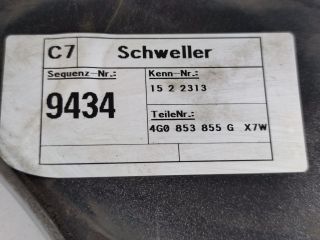 C7 Schweller
Sequenz-Nr.: Kenn-Nr.:
9434 15 2 2313
TeileNr.:
4G0 853 855 G X7W